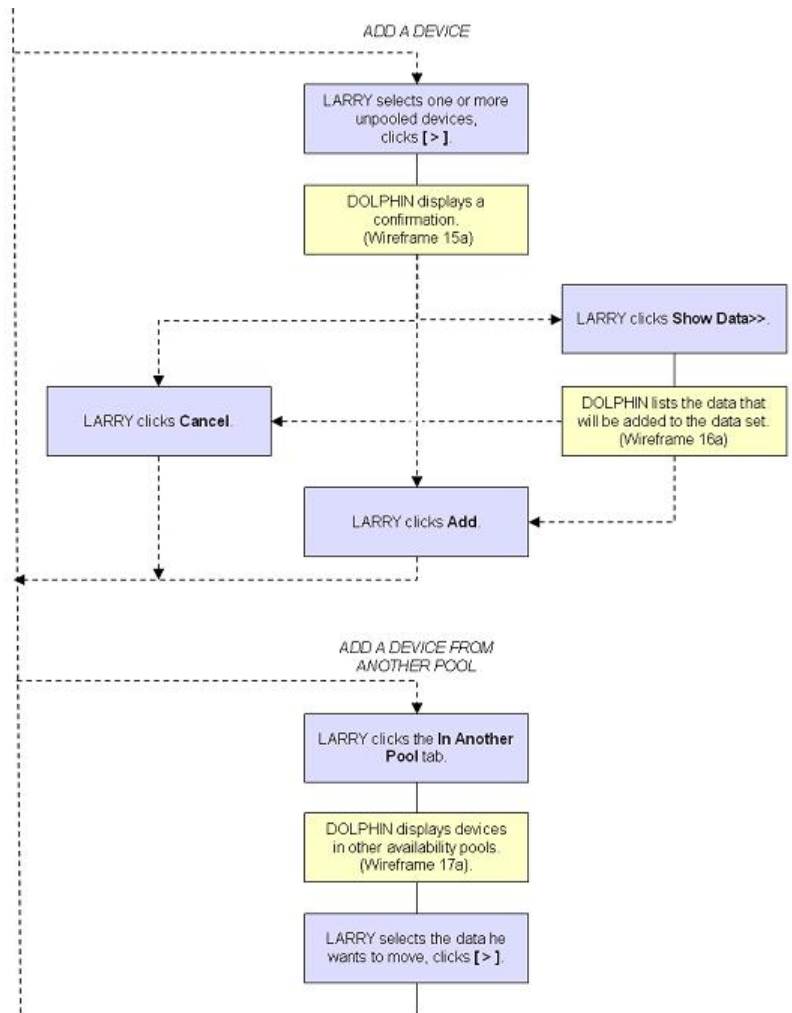 ADD A DEVICE
LARRY selects one or more
unpooled devices,
clicks [ > ].
DOLPHIN displays a
confirmation.
(Wireframe 15a)
LARRY clicks Show Data>>.
LARRY clicks Cancel.
DOLPHIN lists the data that
will be added to the data set.
(Wireframe 16a)
LARRY clicks Add.
ADD A DEVICE FROM
ANOTHER POOL
LARRY clicks the In Another
Pool tab.
DOLPHIN displays devices
in other availability pools.
(Wireframe 17a).
LARRY selects the data he
wants to move, clicks [ > ].